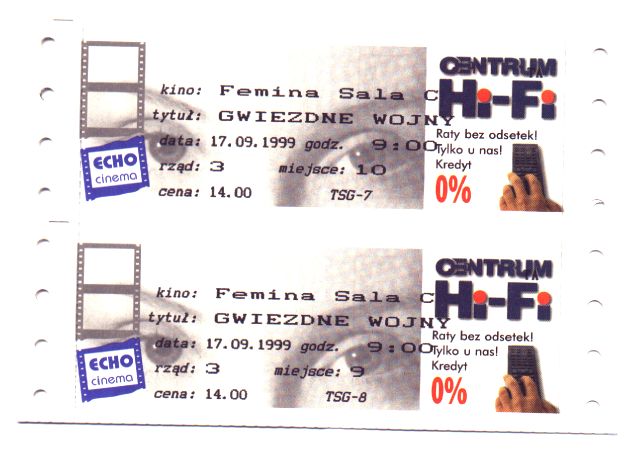 kino: Femina Sala C
tytuł: GWIEZDNE WOJNY
data: 17.09.1999 godz. 9:00
rząd: 3 miejsce: 10
cena: 14.00 TSG-7
ECHO
cinema
CENTRUM
Hi-Fi
Raty bez odsetek!
Tylko u nas!
Kredyt
0%
kino: Femina Sala C
tytuł: GWIEZDNE WOJNY
data: 17.09.1999 godz. 9:00
rząd: 3 miejsce: 9
cena: 14.00 TSG-8
ECHO
cinema
CENTRUM
Hi-Fi
Raty bez odsetek!
Tylko u nas!
Kredyt
0%